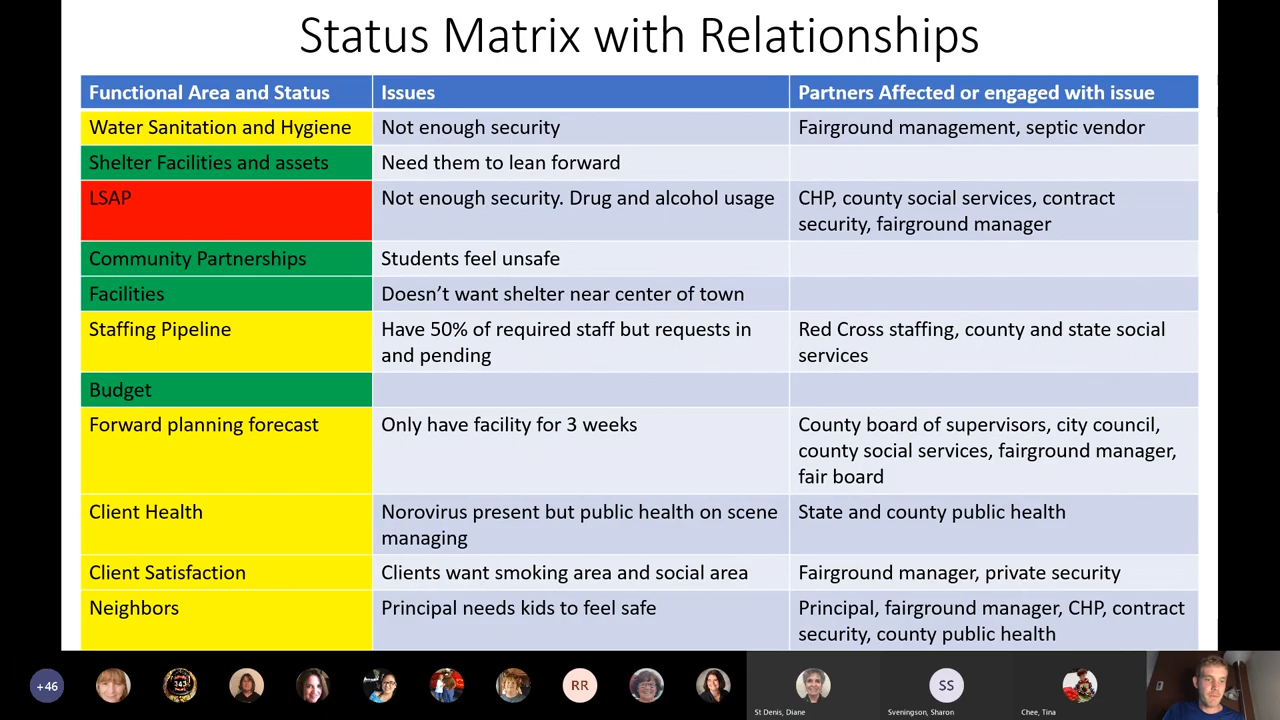 Status Matrix with Relationships
Functional Area and Status
Issues
Partners Affected or engaged with issue
Water Sanitation and Hygiene
Not enough security
Fairground management, septic vendor
Shelter Facilities and assets
Need them to lean forward
LSAP
Not enough security. Drug and alcohol usage
CHP, county social services, contract
security, fairground manager
Community Partnerships
Students feel unsafe
Facilities
Doesn’t want shelter near center of town
Staffing Pipeline
Have 50% of required staff but requests in
and pending
Red Cross staffing, county and state social
services
Budget
Forward planning forecast
Only have facility for 3 weeks
County board of supervisors, city council,
county social services, fairground manager,
fair board
Client Health
Norovirus present but public health on scene
managing
State and county public health
Client Satisfaction
Clients want smoking area and social area
Fairground manager, private security
Neighbors
Principal needs kids to feel safe
Principal, fairground manager, CHP, contract
security, county public health
+46
343
RR
SS
St Denis, Diane
Sveningson, Sharon
Chee, Tina